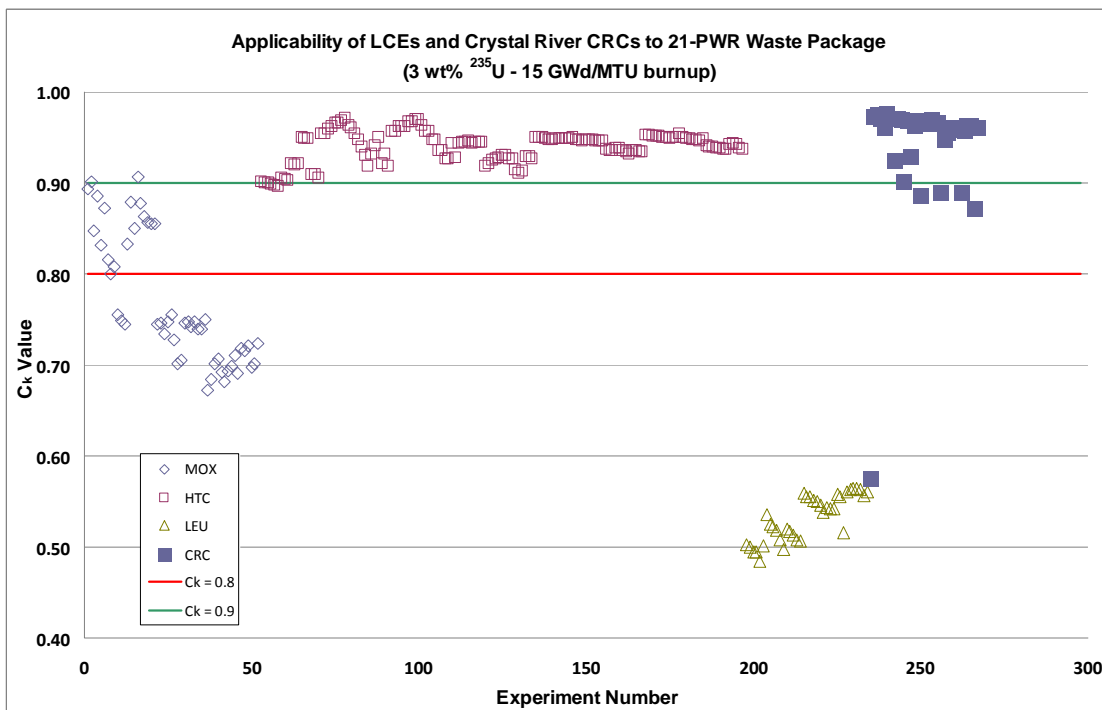 Applicability of LCEs and Crystal River CRCs to 21-PWR Waste Package
(3 wt% ²³⁵U - 15 GWd/MTU burnup)
1.00
0.90
0.80
0.70
0.60
0.50
0.40
Cₖ Value
MOX
HTC
LEU
CRC
Ck = 0.8
Ck = 0.9
0
50
100
150
200
250
300
Experiment Number